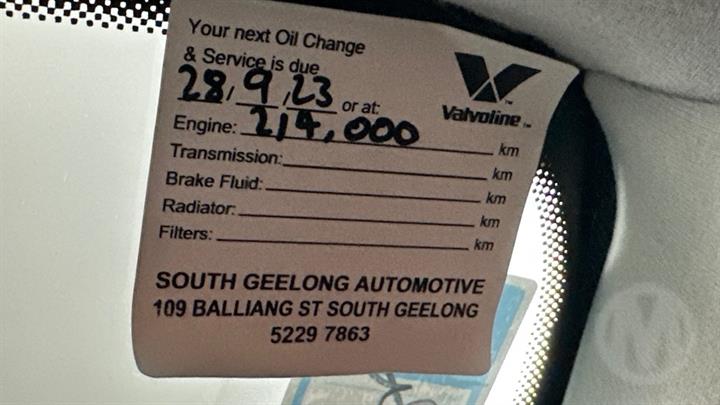 Your next Oil Change
& Service is due
28/9/23 or at:
Valvoline™
Engine: 214,000 km
Transmission: km
Brake Fluid: km
Radiator: km
Filters: km
SOUTH GEELONG AUTOMOTIVE
109 BALLIANG ST SOUTH GEELONG
5229 7863
M